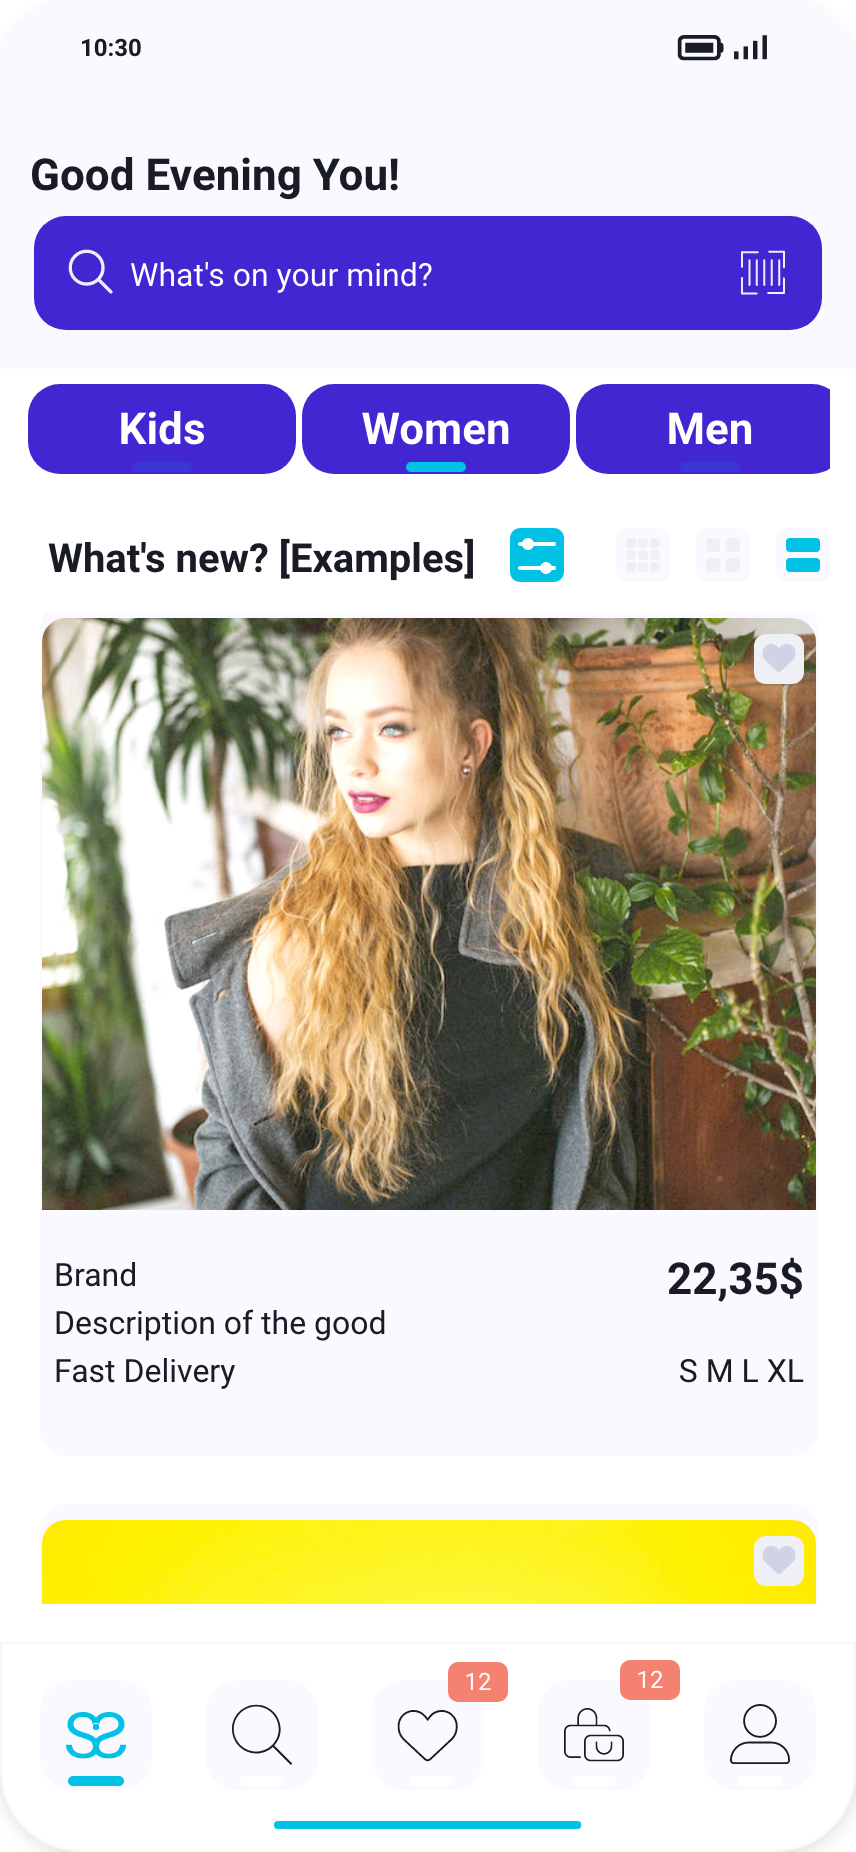 10:30
Good Evening You!
What's on your mind?
Kids
Women
Men
What's new? [Examples]
Brand
22,35$
Description of the good
Fast Delivery
S M L XL
12
12